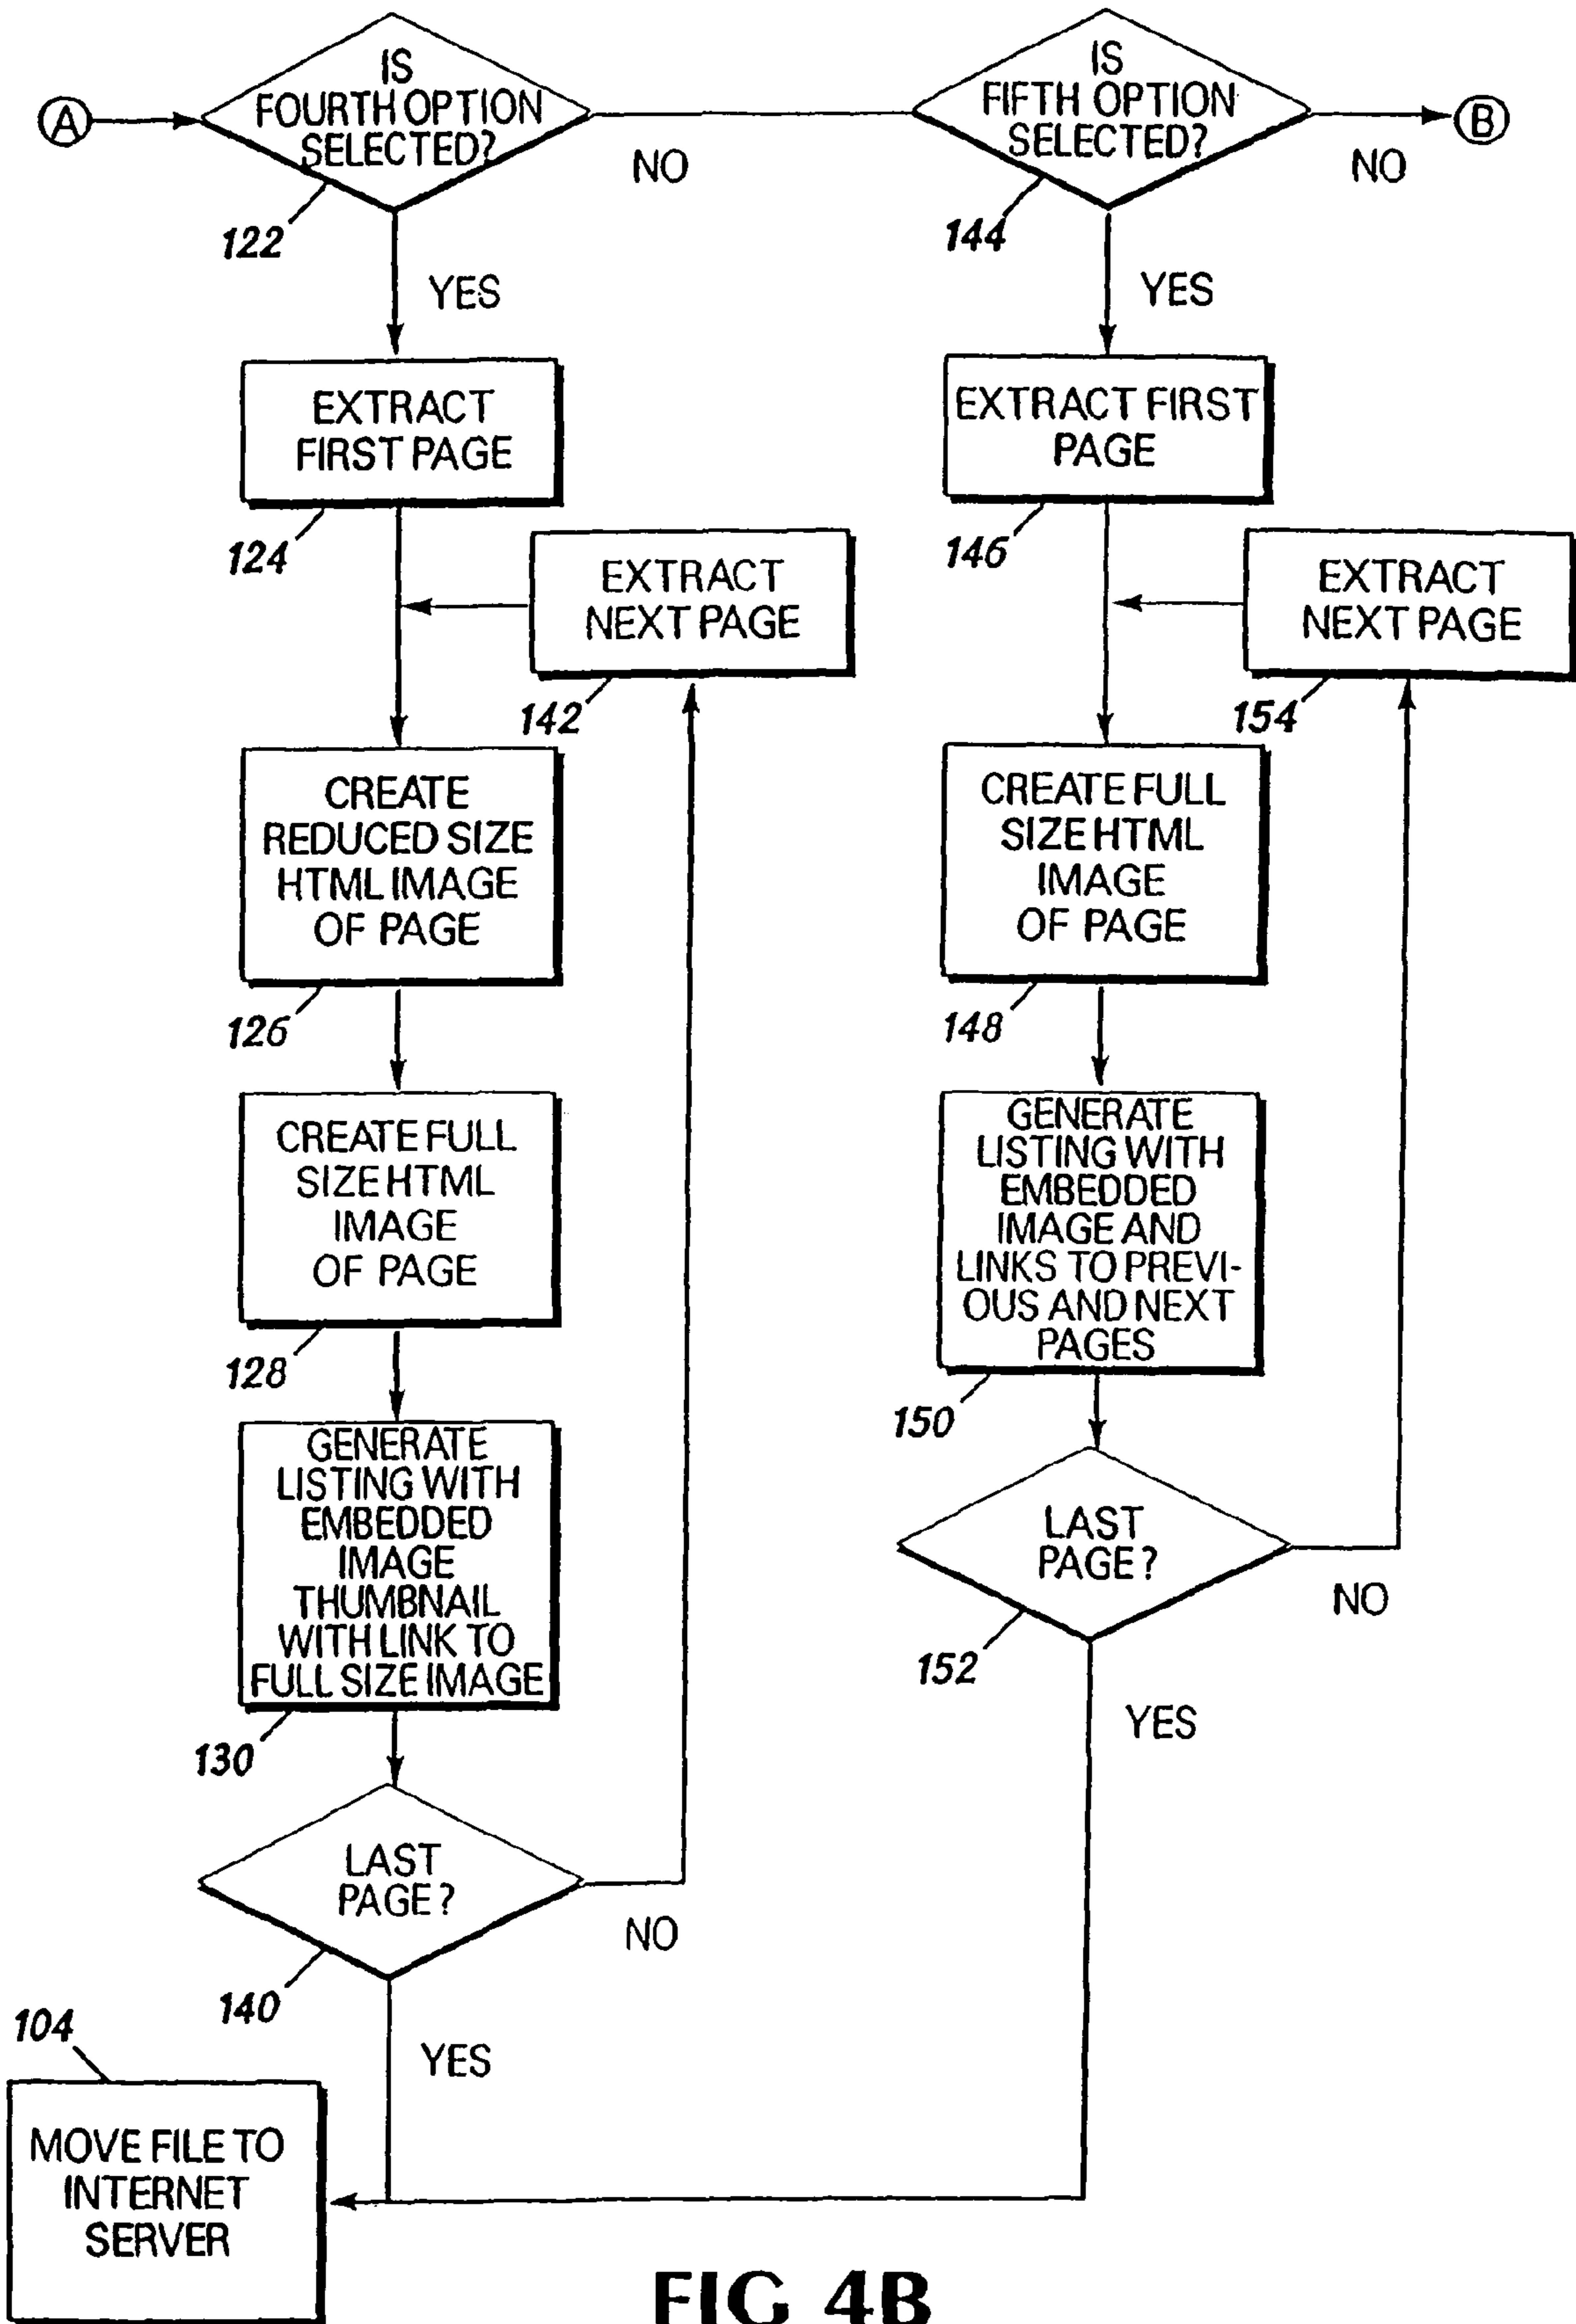 A
IS
FOURTH OPTION
SELECTED?
NO
122
YES
EXTRACT
FIRST PAGE
124
EXTRACT
NEXT PAGE
142
CREATE
REDUCED SIZE
HTML IMAGE
OF PAGE
126
CREATE FULL
SIZE HTML
IMAGE
OF PAGE
128
GENERATE
LISTING WITH
EMBEDDED
IMAGE
THUMBNAIL
WITH LINK TO
FULL SIZE IMAGE
130
LAST
PAGE?
NO
140
YES
104
MOVE FILE TO
INTERNET
SERVER
IS
FIFTH OPTION
SELECTED?
NO
B
144
YES
EXTRACT FIRST
PAGE
146
EXTRACT
NEXT PAGE
154
CREATE FULL
SIZE HTML
IMAGE
OF PAGE
148
GENERATE
LISTING WITH
EMBEDDED
IMAGE AND
LINKS TO PREVI-
OUS AND NEXT
PAGES
150
LAST
PAGE?
NO
152
YES
FIG 4B